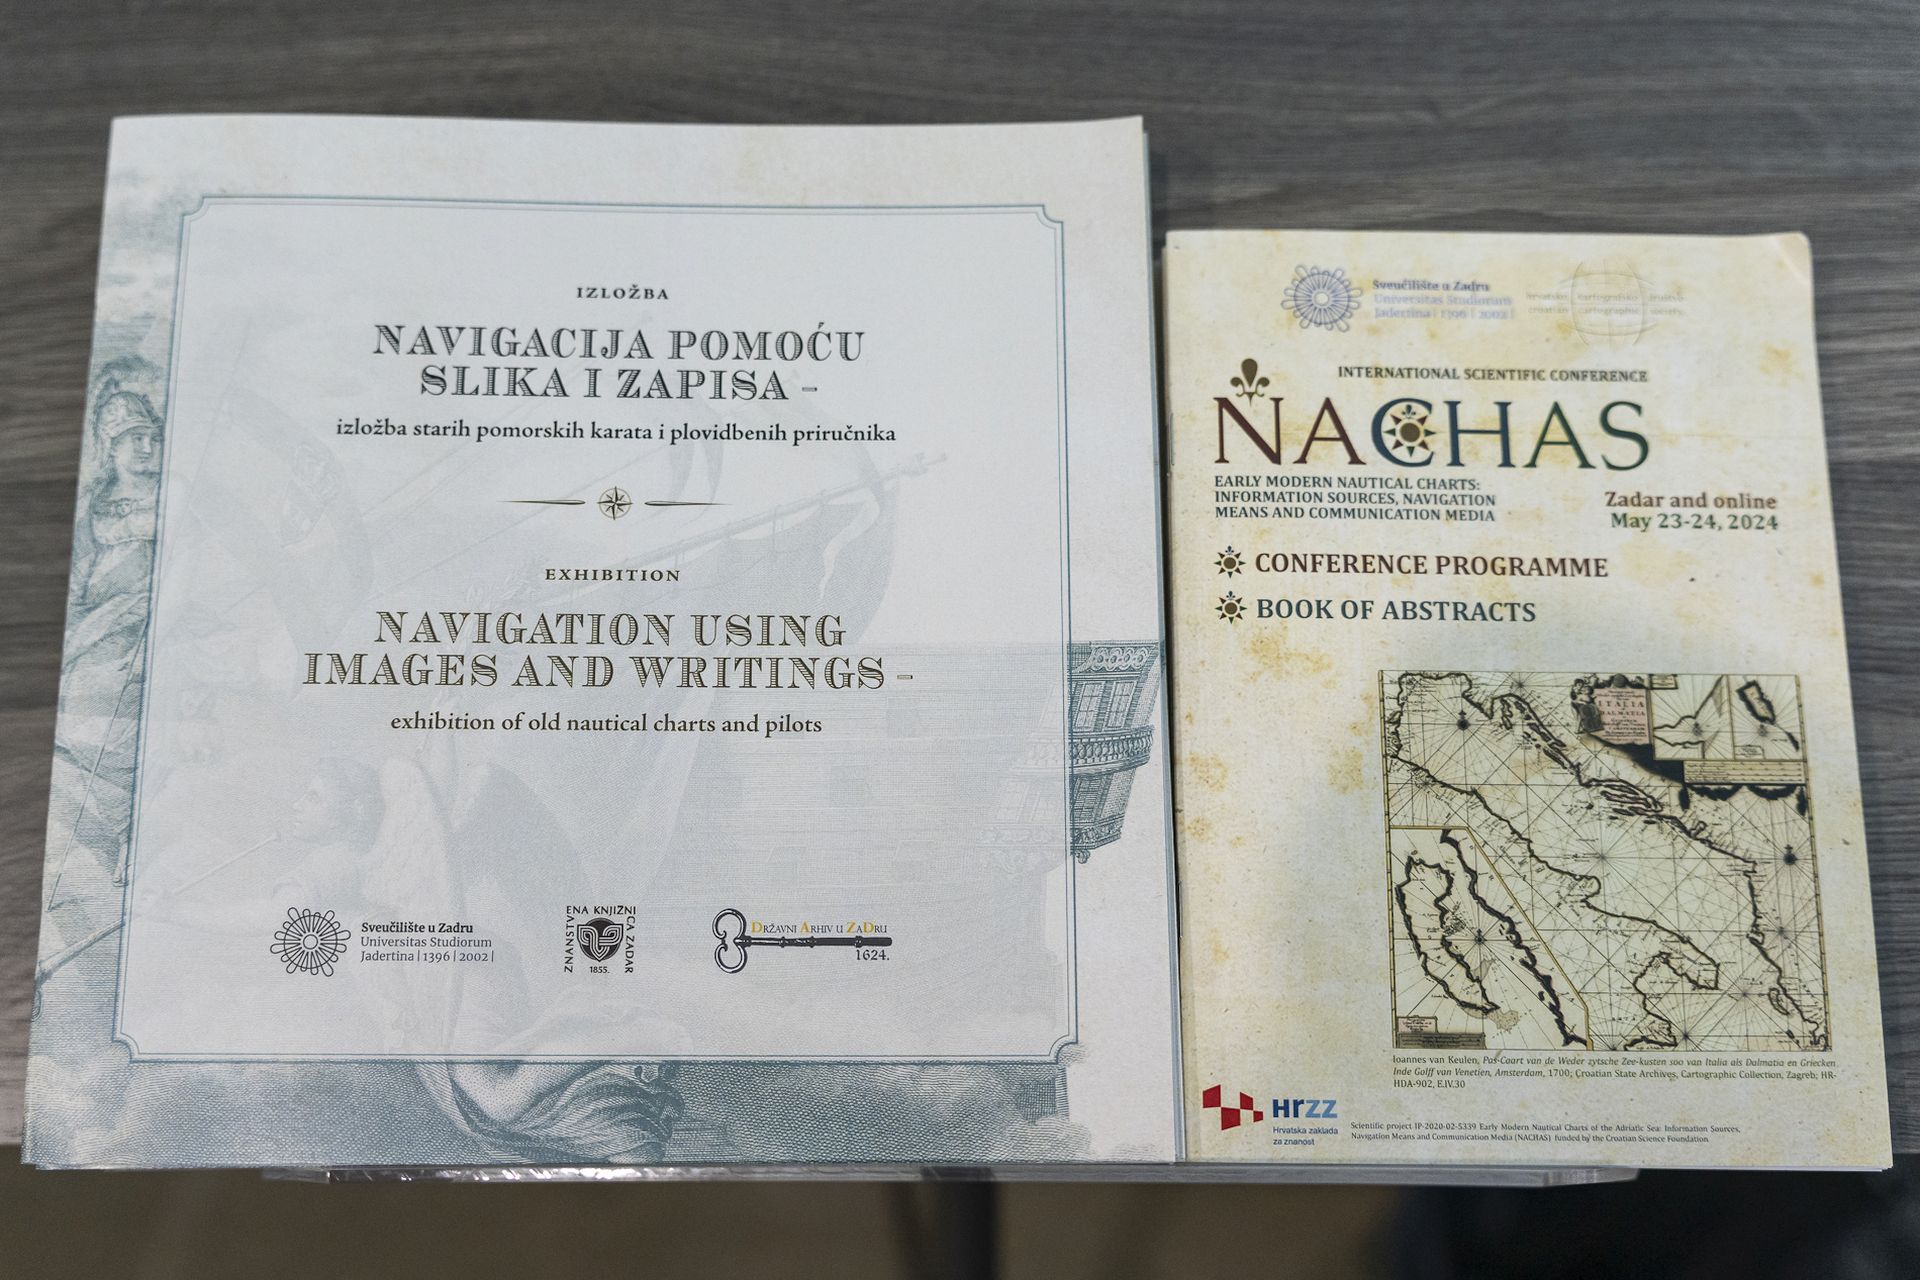 IZLOŽBA
NAVIGACIJA POMOĆU
SLIKA I ZAPISA -
izložba starih pomorskih karata i plovidbenih priručnika
EXHIBITION
NAVIGATION USING
IMAGES AND WRITINGS -
exhibition of old nautical charts and pilots
Sveučilište u Zadru
Universitas Studiorum
Jadertina | 1396 | 2002 |
ZNANSTVENA KNJIŽNICA ZADAR
1855.
DRŽAVNI ARHIV U ZADRU
1624.
Sveučilište u Zadru
Universitas Studiorum
Jadertina | 1396 | 2002 |
hrvatsko kartografsko društvo
croatian cartographic society
INTERNATIONAL SCIENTIFIC CONFERENCE
NACHAS
EARLY MODERN NAUTICAL CHARTS:
INFORMATION SOURCES, NAVIGATION
MEANS AND COMMUNICATION MEDIA
Zadar and online
May 23-24, 2024
CONFERENCE PROGRAMME
BOOK OF ABSTRACTS
ITALIA
DALMATIA
Ioannes van Keulen, Pas-Caart van de Weder zytsche Zee-kusten soo van Italia als Dalmatia en Griecken
Inde Golff van Venetien, Amsterdam, 1700; Croatian State Archives, Cartographic Collection, Zagreb; HR-
HDA-902, E.IV.30
HRZZ
Hrvatska zaklada
za znanost
Scientific project IP-2020-02-5339 Early Modern Nautical Charts of the Adriatic Sea: Information Sources,
Navigation Means and Communication Media (NACHAS) funded by the Croatian Science Foundation